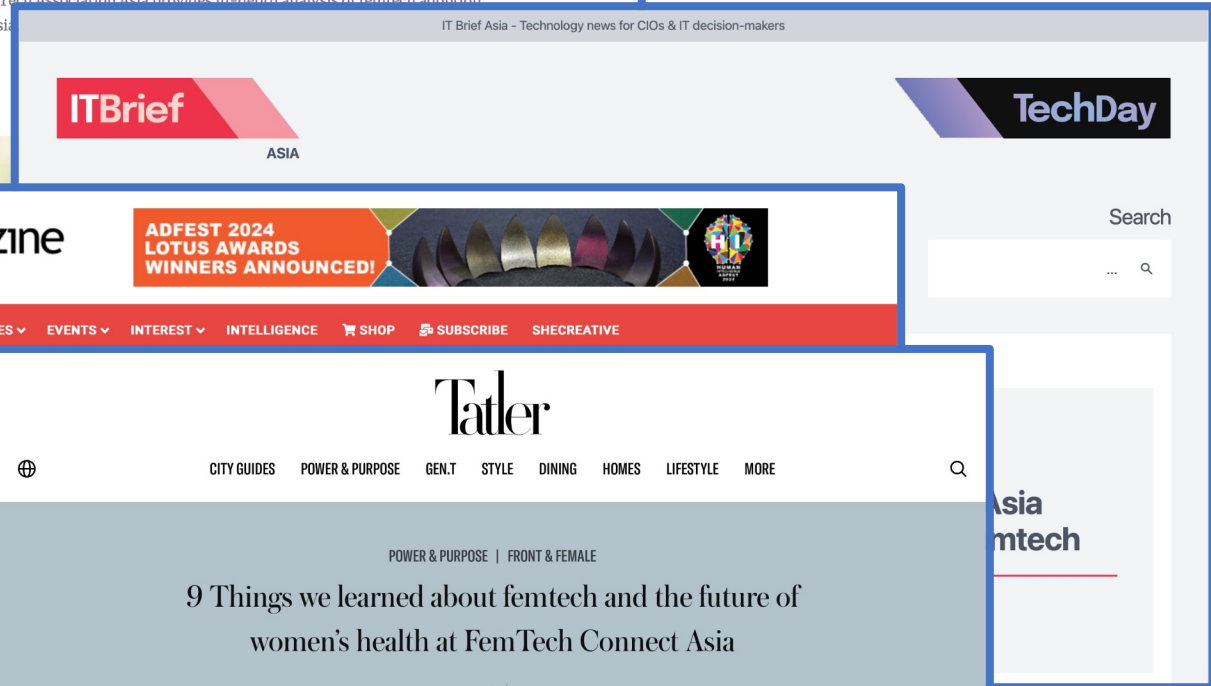 IT Brief Asia - Technology news for CIOs & IT decision-makers
ITBrief
ASIA
TechDay
Search
...
zine
ADFEST 2024
LOTUS AWARDS
WINNERS ANNOUNCED!
HUMAN
EVENTS INTEREST INTELLIGENCE SHOP SUBSCRIBE SHECREATIVE
Tatler
CITY GUIDES POWER & PURPOSE GEN.T STYLE DINING HOMES LIFESTYLE MORE
Asia
mtech
POWER & PURPOSE | FRONT & FEMALE
9 Things we learned about femtech and the future of
women's health at FemTech Connect Asia